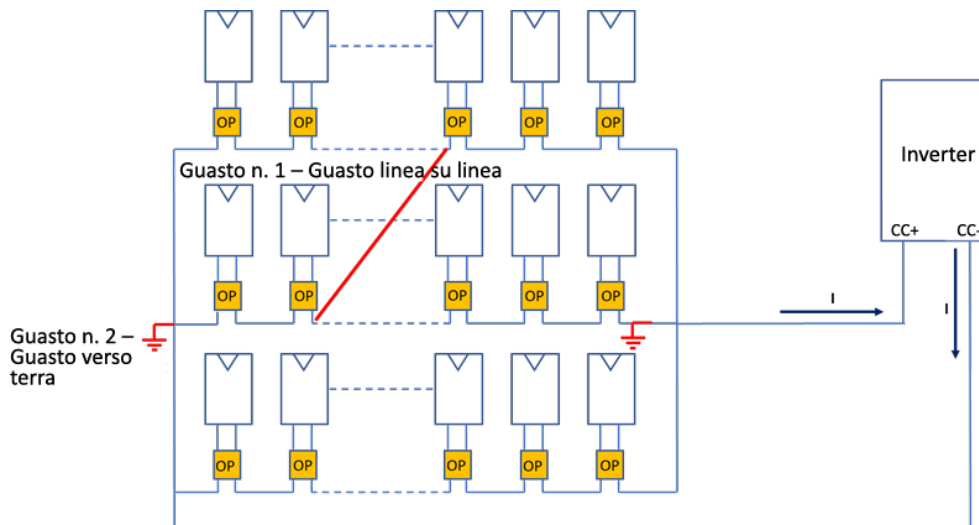 OP OP OP OP OP
Guasto n. 1 – Guasto linea su linea
Inverter
CC+ CC-
OP OP OP OP OP
I
I
Guasto n. 2 –
Guasto verso
terra
OP OP OP OP OP